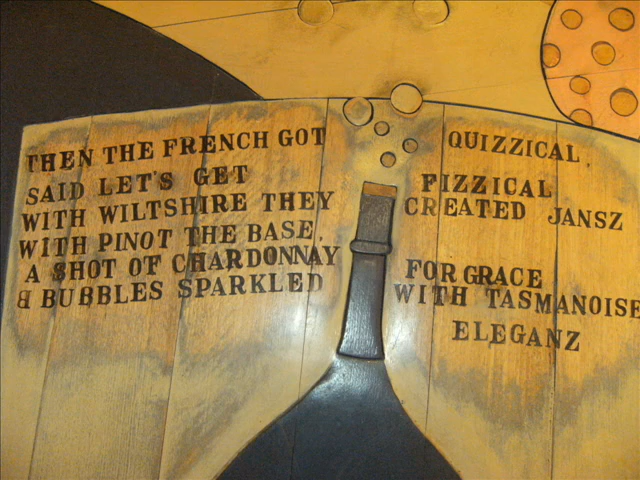 THEN THE FRENCH GOT QUIZZICAL,
SAID LET'S GET FIZZICAL
WITH WILTSHIRE THEY CREATED JANSZ
WITH PINOT THE BASE,
A SHOT OF CHARDONNAY FOR GRACE
& BUBBLES SPARKLED WITH TASMANOISE
ELEGANZ